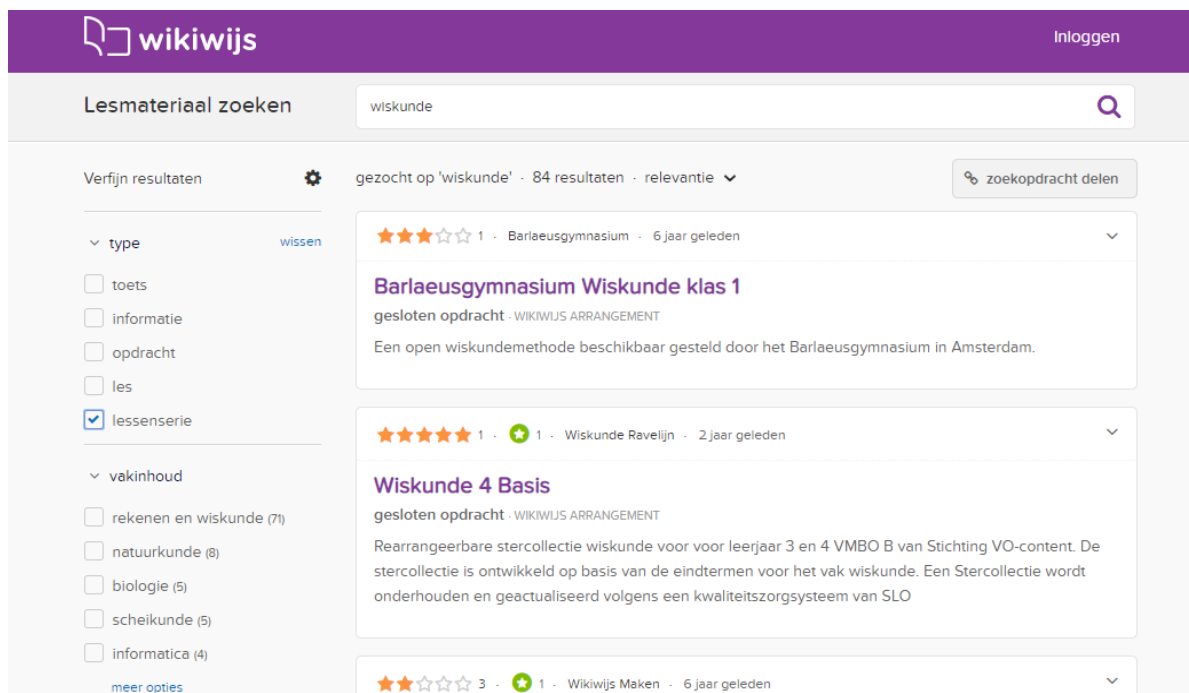 wikiwijs
Inloggen
Lesmateriaal zoeken
wiskunde
Verfijn resultaten
gezocht op 'wiskunde' · 84 resultaten · relevantie
zoekopdracht delen
type
wissen
toets
informatie
opdracht
les
lessenserie
vakinhoud
rekenen en wiskunde (71)
natuurkunde (8)
biologie (5)
scheikunde (5)
informatica (4)
meer opties
1 · Barlaeusgymnasium · 6 jaar geleden
Barlaeusgymnasium Wiskunde klas 1
gesloten opdracht · WIKIWIJS ARRANGEMENT
Een open wiskundemethode beschikbaar gesteld door het Barlaeusgymnasium in Amsterdam.
1 · 1 · Wiskunde Ravelijn · 2 jaar geleden
Wiskunde 4 Basis
gesloten opdracht · WIKIWIJS ARRANGEMENT
Rearrangeerbare stercollectie wiskunde voor voor leerjaar 3 en 4 VMBO B van Stichting VO-content. De
stercollectie is ontwikkeld op basis van de eindtermen voor het vak wiskunde. Een Stercollectie wordt
onderhouden en geactualiseerd volgens een kwaliteitszorgsysteem van SLO
3 · 1 · Wikiwijs Maken · 6 jaar geleden